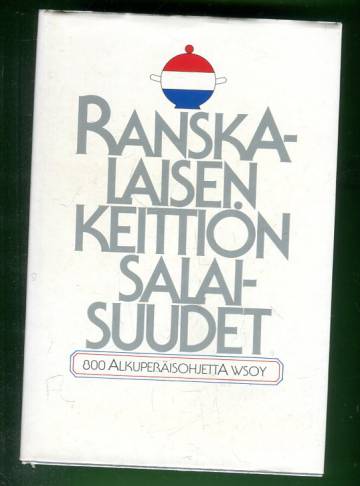 RANSKA-
LAISEN
KEITTIÖN
SALAI-
SUUDET
800 ALKUPERÄISOHJETTA WSOY